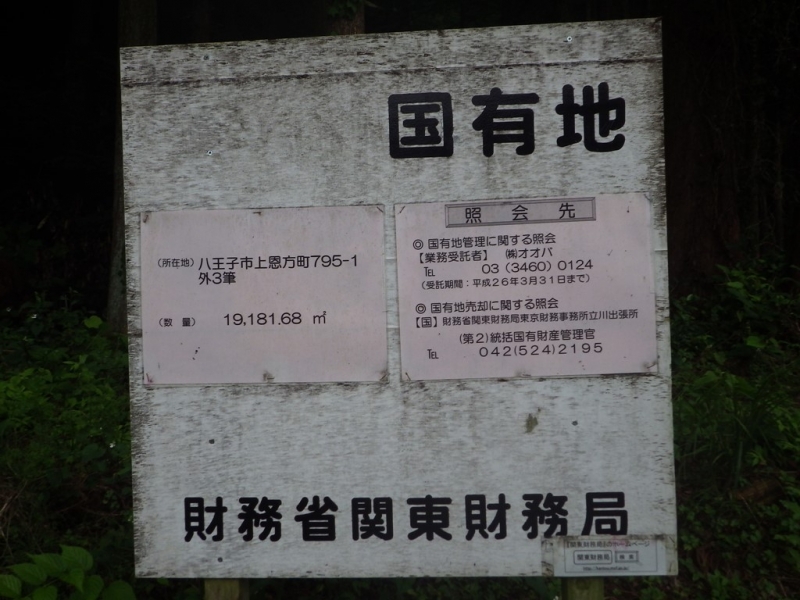 国有地
(所在地) 八王子市上恩方町795-1
外3筆
(数 量) 19,181.68 ㎡
照 会 先
◎ 国有地管理に関する照会
【業務受託者】 ㈱オオバ
℡ 03(3460)0124
(受託期間:平成26年3月31日まで)
◎ 国有地売却に関する照会
【国】財務省関東財務局東京財務事務所立川出張所
(第2)統括国有財産管理官
℡ 042(524)2195
財務省関東財務局
関東財務局 検索